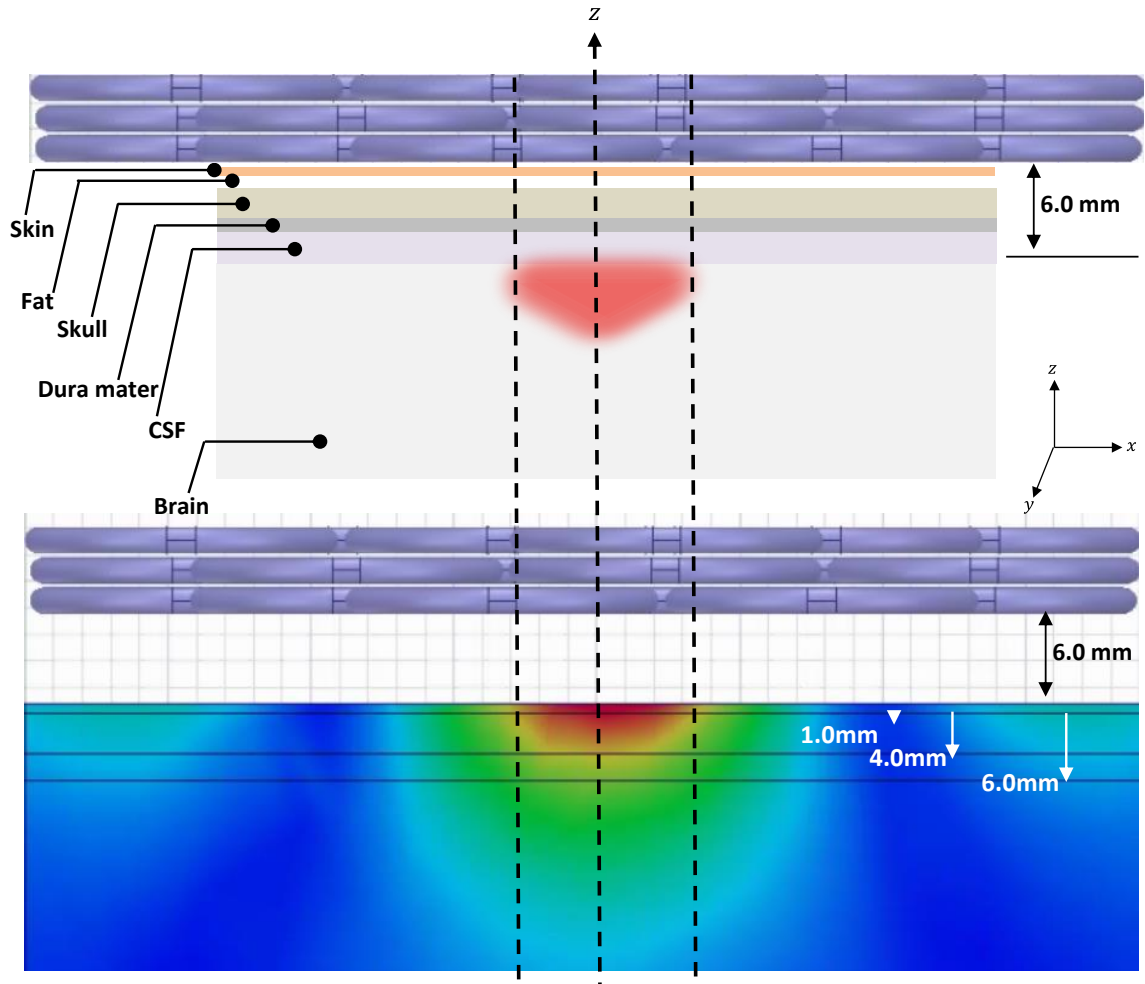 z
6.0 mm
Skin
Fat
Skull
Dura mater
CSF
Brain
z
x
y
6.0 mm
1.0mm
4.0mm
6.0mm